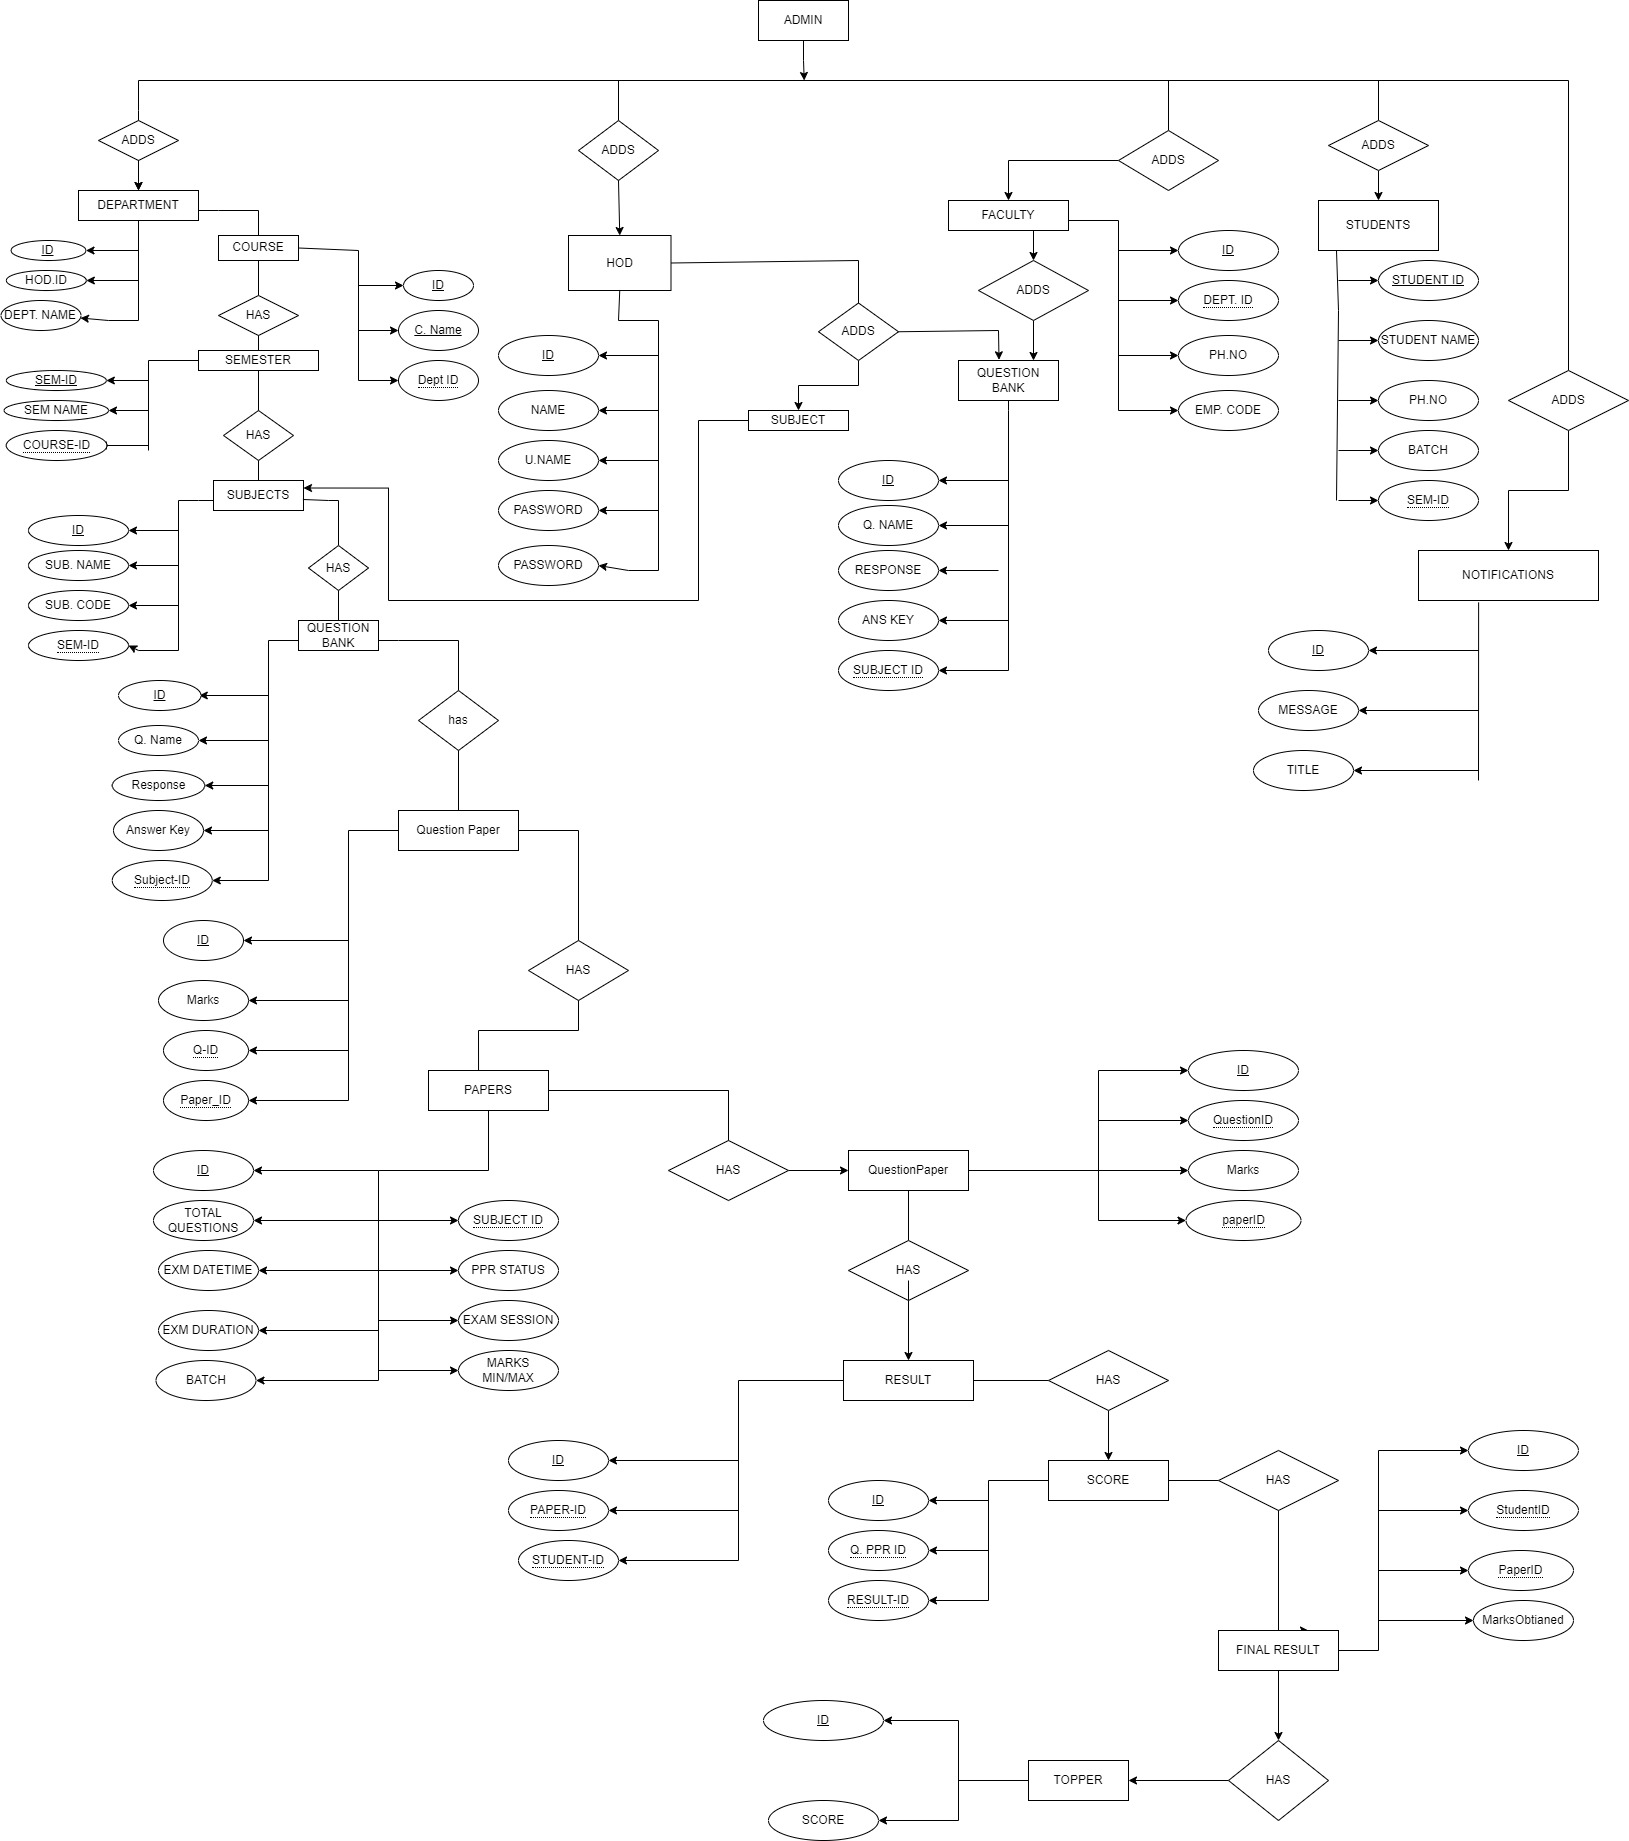 ADMIN
ADDS
ADDS
ADDS
ADDS
ADDS
DEPARTMENT
ID
HOD.ID
DEPT. NAME
COURSE
ID
C. Name
Dept ID
HAS
SEMESTER
SEM-ID
SEM NAME
COURSE-ID
HAS
SUBJECTS
ID
SUB. NAME
SUB. CODE
SEM-ID
HAS
QUESTION
BANK
ID
Q. Name
Response
Answer Key
Subject-ID
has
Question Paper
ID
Marks
Q-ID
Paper_ID
HAS
PAPERS
ID
TOTAL
QUESTIONS
EXM DATETIME
EXM DURATION
BATCH
SUBJECT ID
PPR STATUS
EXAM SESSION
MARKS
MIN/MAX
HAS
QuestionPaper
ID
QuestionID
Marks
paperID
HAS
RESULT
ID
PAPER-ID
STUDENT-ID
HAS
SCORE
ID
Q. PPR ID
RESULT-ID
HAS
FINAL RESULT
ID
StudentID
PaperID
MarksObtianed
HAS
TOPPER
ID
SCORE
HOD
ID
NAME
U.NAME
PASSWORD
PASSWORD
ADDS
SUBJECT
FACULTY
ID
DEPT. ID
PH.NO
EMP. CODE
ADDS
QUESTION
BANK
ID
Q. NAME
RESPONSE
ANS KEY
SUBJECT ID
STUDENTS
STUDENT ID
STUDENT NAME
PH.NO
BATCH
SEM-ID
NOTIFICATIONS
ID
MESSAGE
TITLE